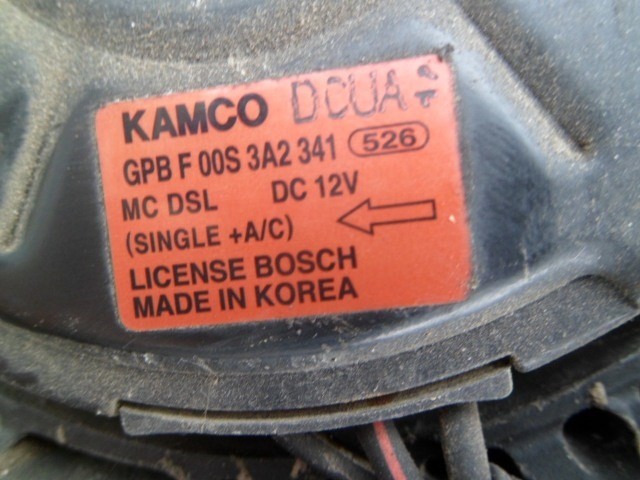 KAMCO DCUA
GPB F 00S 3A2 341 526
MC DSL DC 12V
(SINGLE +A/C)
LICENSE BOSCH
MADE IN KOREA